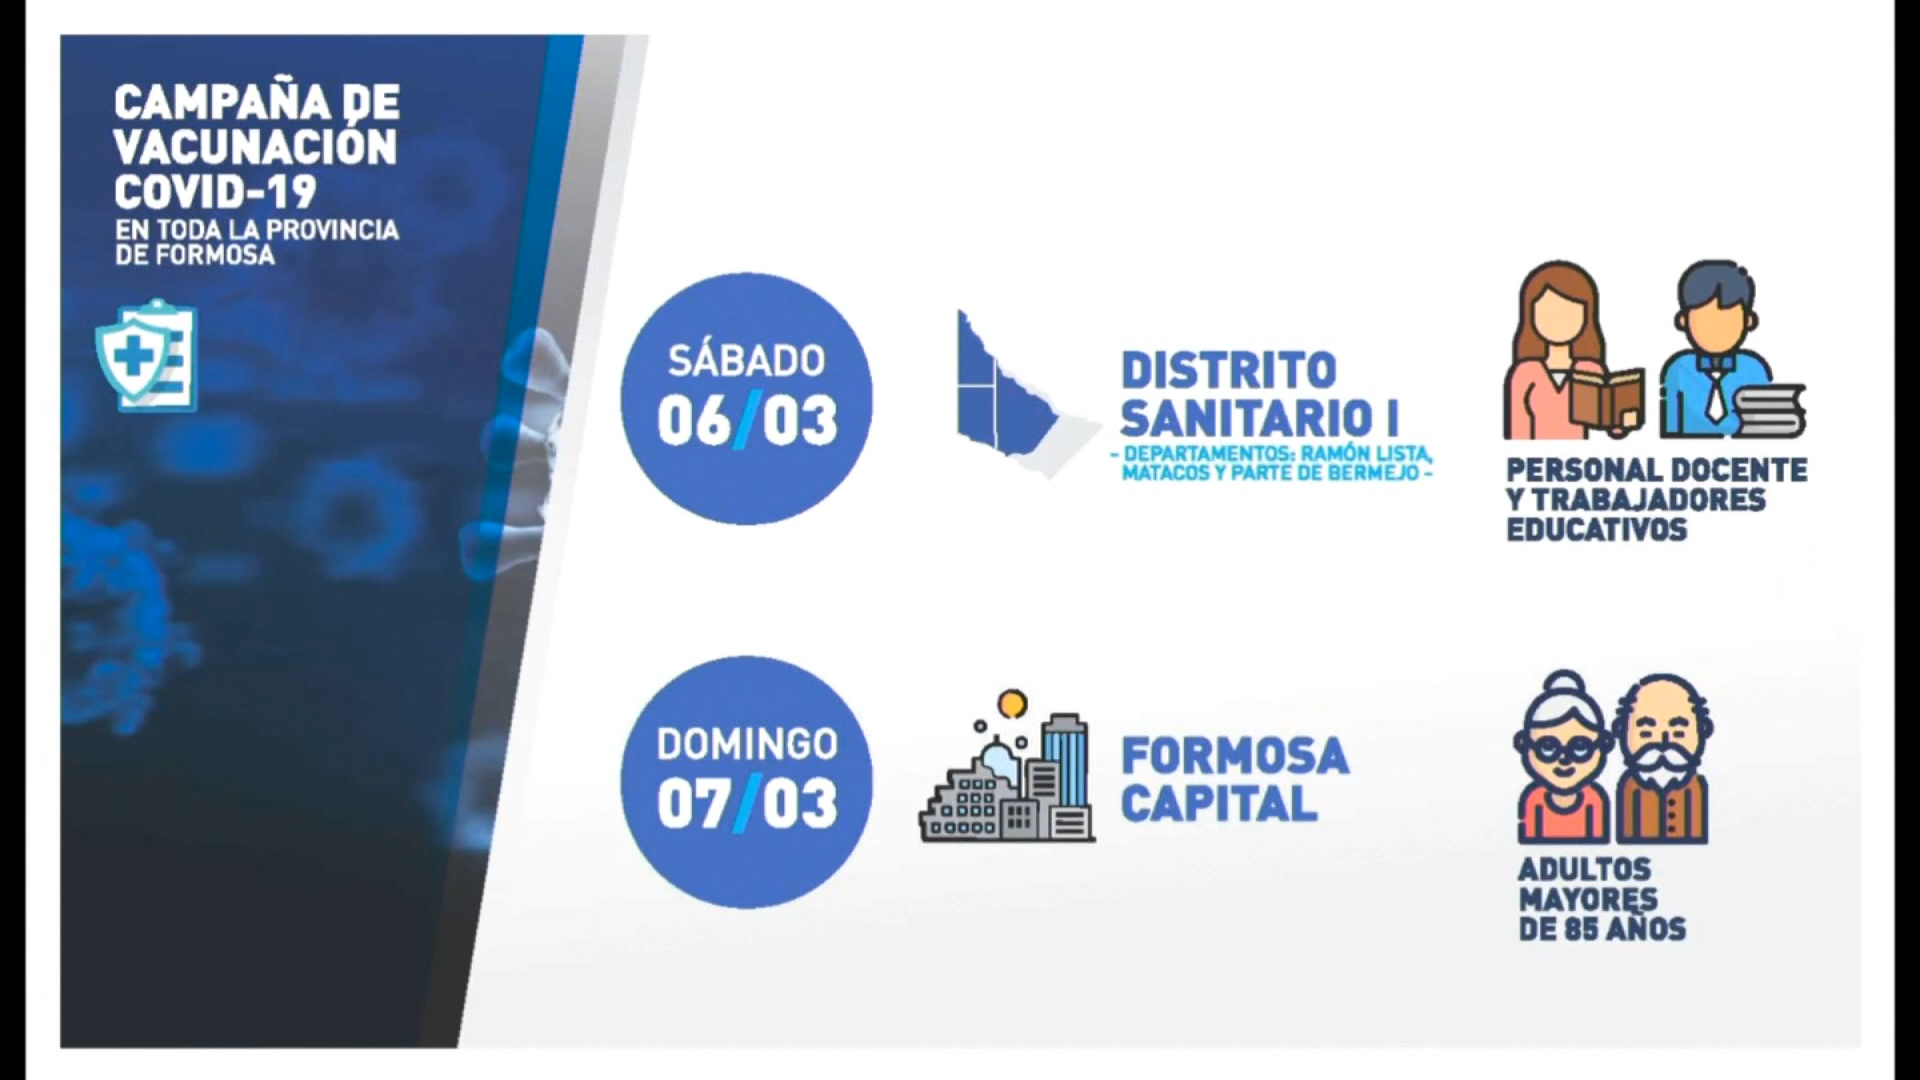 CAMPAÑA DE
VACUNACIÓN
COVID-19
EN TODA LA PROVINCIA
DE FORMOSA
SÁBADO
06/03
DISTRITO
SANITARIO I
- DEPARTAMENTOS: RAMÓN LISTA,
MATACOS Y PARTE DE BERMEJO -
PERSONAL DOCENTE
Y TRABAJADORES
EDUCATIVOS
DOMINGO
07/03
FORMOSA
CAPITAL
ADULTOS
MAYORES
DE 85 AÑOS